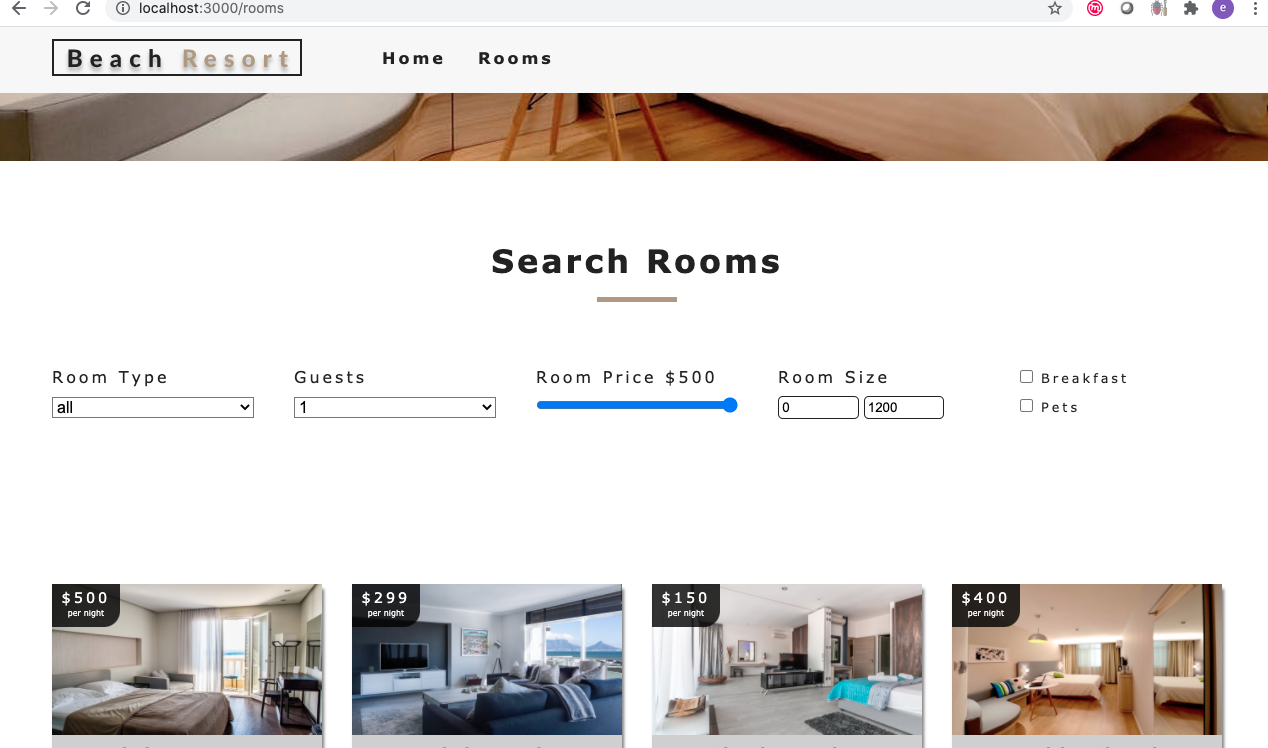 localhost:3000/rooms
e
Beach Resort
Home
Rooms
Search Rooms
Room Type
Guests
Room Price $500
Room Size
Breakfast
all
1
0
1200
Pets
$500
per night
$299
per night
$150
per night
$400
per night